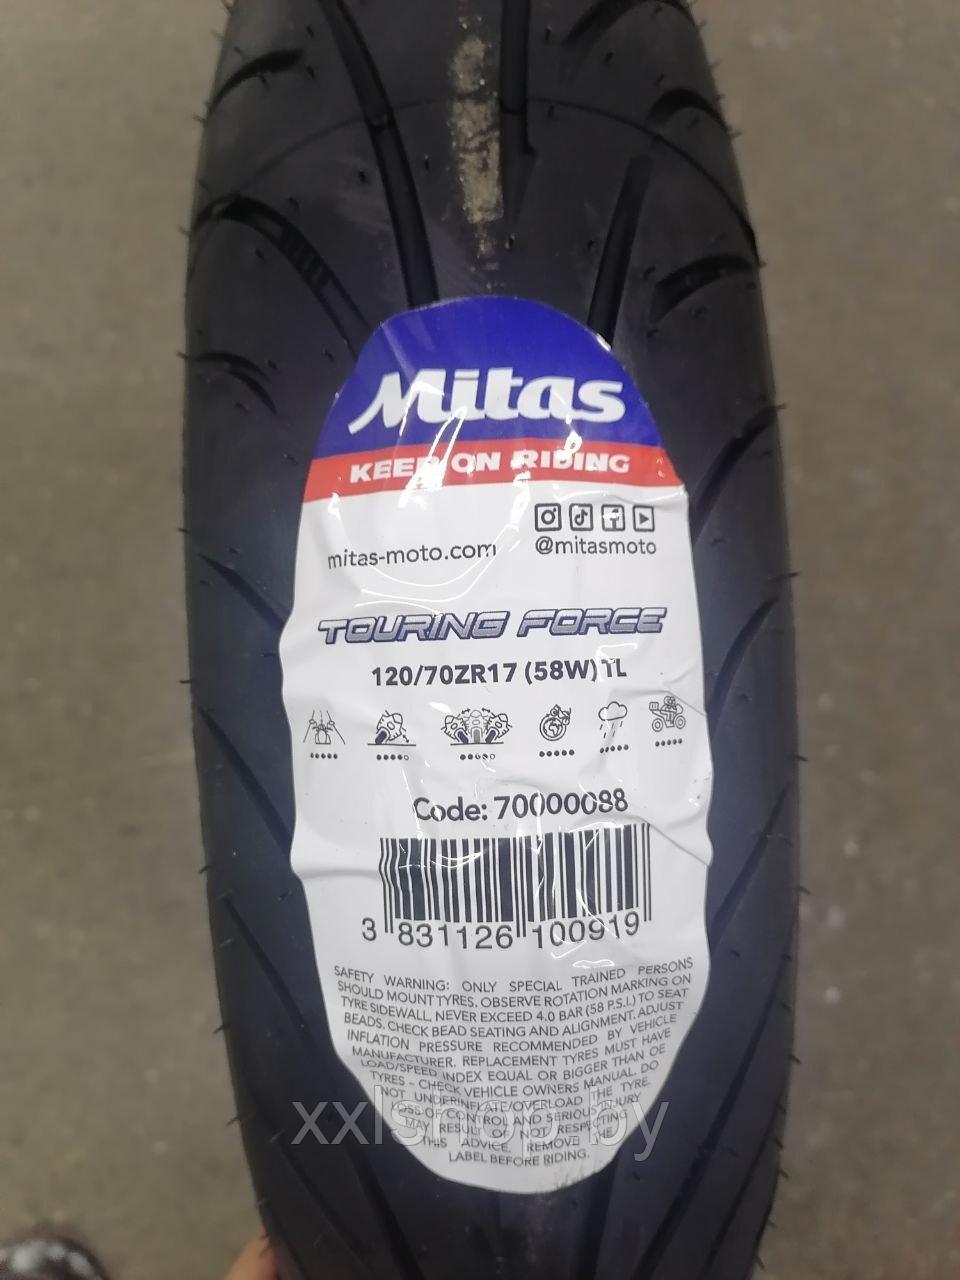 Mitas
KEEP ON RIDING
mitas-moto.com
@mitasmoto
TOURING FORCE
120/70ZR17 (58W) TL
Code: 70000088
3 831126 100919
SAFETY WARNING: ONLY SPECIAL TRAINED PERSONS
SHOULD MOUNT TYRES. OBSERVE ROTATION MARKING ON
TYRE SIDEWALL. NEVER EXCEED 4.0 BAR (58 P.S.I.) TO SEAT
BEADS. CHECK BEAD SEATING AND ALIGNMENT. ADJUST
INFLATION PRESSURE RECOMMENDED BY VEHICLE
MANUFACTURER. REPLACEMENT TYRES MUST HAVE
LOAD/SPEED INDEX EQUAL OR BIGGER THAN OE
TYRES - CHECK VEHICLE OWNERS MANUAL. DO
NOT UNDERINFLATE/OVERLOAD THE TYRE.
LOSS OF CONTROL AND SERIOUS INJURY
MAY RESULT OF NOT RESPECTING
THIS ADVICE. REMOVE THE
LABEL BEFORE RIDING.
xxlshop.by